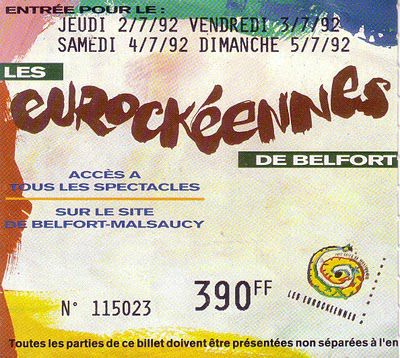 ENTRÉE POUR LE :
JEUDI 2/7/92 VENDREDI 3/7/92
SAMEDI 4/7/92 DIMANCHE 5/7/92
LES
EUROCKÉENNES
DE BELFORT
ACCÈS A
TOUS LES SPECTACLES
SUR LE SITE
DE BELFORT-MALSAUCY
N° 115023
390FF
LES EUROCKEENNES
Toutes les parties de ce billet doivent être présentées non séparées à l'en